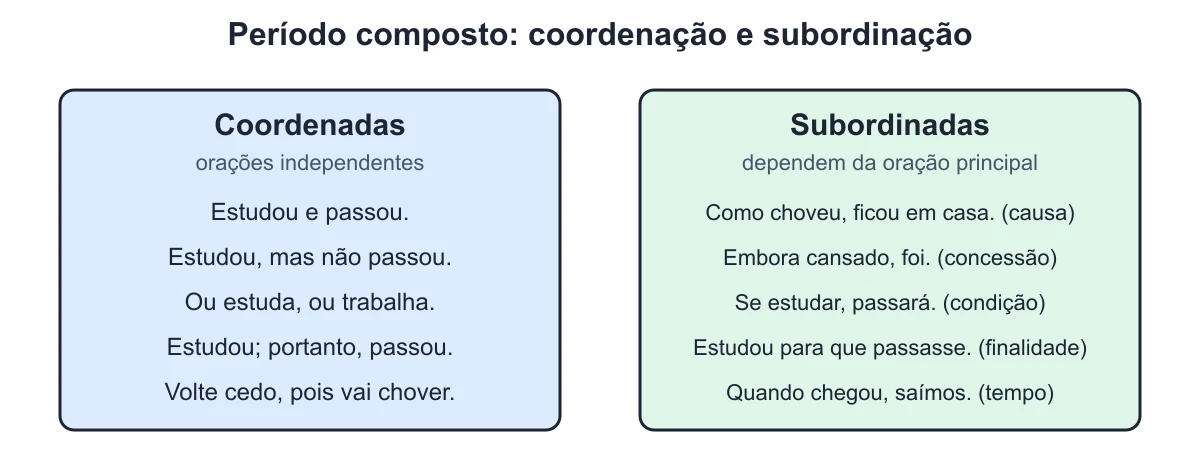 Período composto: coordenação e subordinação
Coordenadas
orações independentes
Estudou e passou.
Estudou, mas não passou.
Ou estuda, ou trabalha.
Estudou; portanto, passou.
Volte cedo, pois vai chover.
Subordinadas
dependem da oração principal
Como choveu, ficou em casa. (causa)
Embora cansado, foi. (concessão)
Se estudar, passará. (condição)
Estudou para que passasse. (finalidade)
Quando chegou, saímos. (tempo)